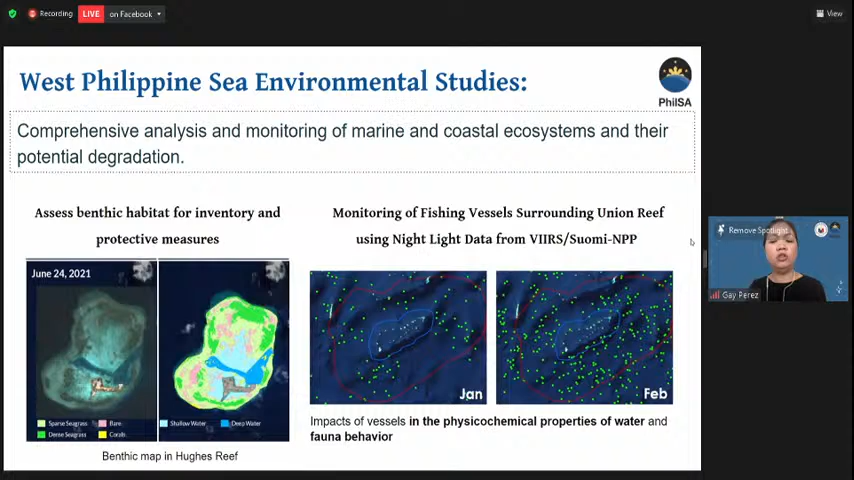 Recording
LIVE
on Facebook
View
West Philippine Sea Environmental Studies:
PhilSA
Comprehensive analysis and monitoring of marine and coastal ecosystems and their
potential degradation.
Assess benthic habitat for inventory and
protective measures
Monitoring of Fishing Vessels Surrounding Union Reef
using Night Light Data from VIIRS/Suomi-NPP
Remove Spotlight
Gay Perez
June 24, 2021
Jan
Feb
Sparse Seagrass
Bare
Shallow Water
Deep Water
Dense Seagrass
Corals
Impacts of vessels in the physicochemical properties of water and
fauna behavior
Benthic map in Hughes Reef